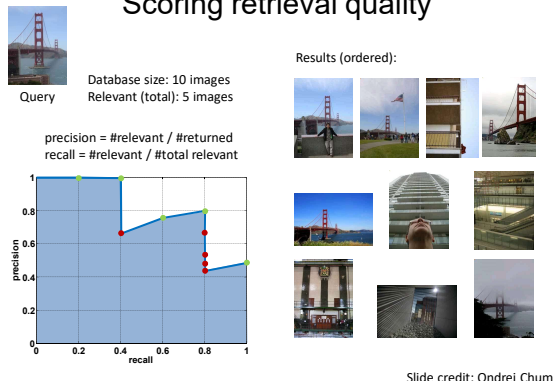 Scoring retrieval quality
Query
Database size: 10 images
Relevant (total): 5 images
precision = #relevant / #returned
recall = #relevant / #total relevant
Results (ordered):
1
0.8
0.6
0.4
0.2
0
precision
0 0.2 0.4 0.6 0.8 1
recall
Slide credit: Ondrej Chum